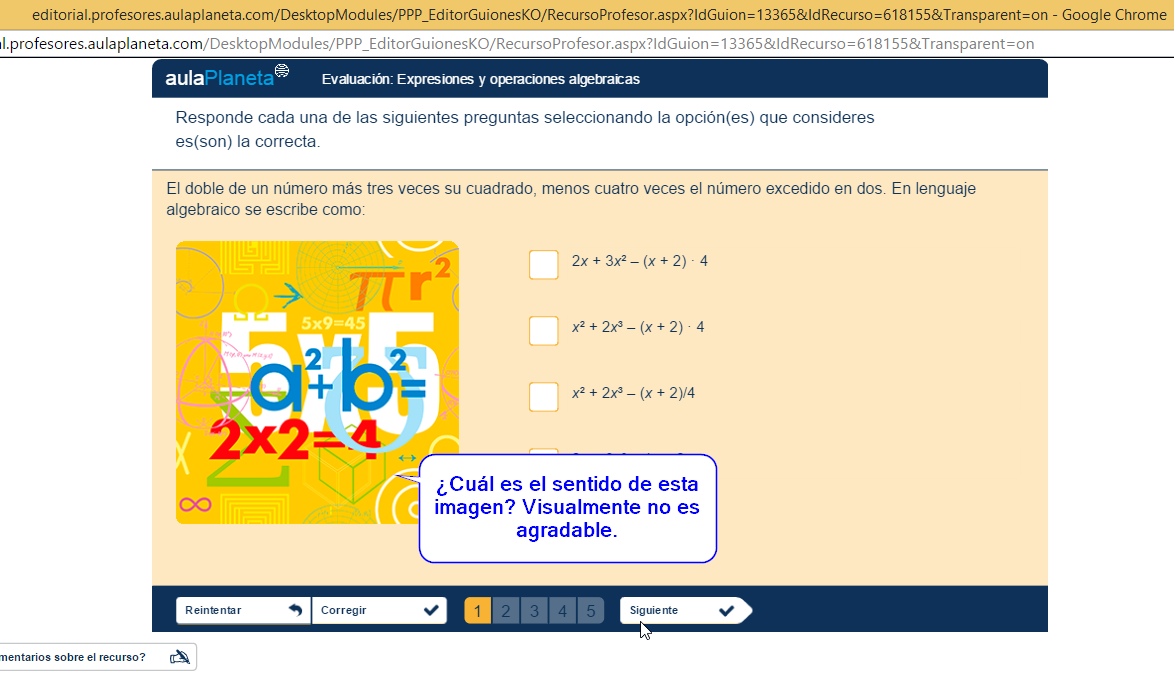 editorial.profesores.aulaplaneta.com/DesktopModules/PPP_EditorGuionesKO/RecursoProfesor.aspx?IdGuion=13365&IdRecurso=618155&Transparent=on - Google Chrome
l.profesores.aulaplaneta.com/DesktopModules/PPP_EditorGuionesKO/RecursoProfesor.aspx?IdGuion=13365&IdRecurso=618155&Transparent=on
aulaPlaneta Evaluación: Expresiones y operaciones algebraicas
Responde cada una de las siguientes preguntas seleccionando la opción(es) que consideres
es(son) la correcta.
El doble de un número más tres veces su cuadrado, menos cuatro veces el número excedido en dos. En lenguaje
algebraico se escribe como:
2x + 3x² – (x + 2) · 4
x² + 2x³ – (x + 2) · 4
x² + 2x³ – (x + 2)/4
πr²
Ω
5x9=45
5x5
a²+b²=
2x2=4
Σ
∞
¿Cuál es el sentido de esta
imagen? Visualmente no es
agradable.
Reintentar Corregir 1 2 3 4 5 Siguiente
mentarios sobre el recurso?